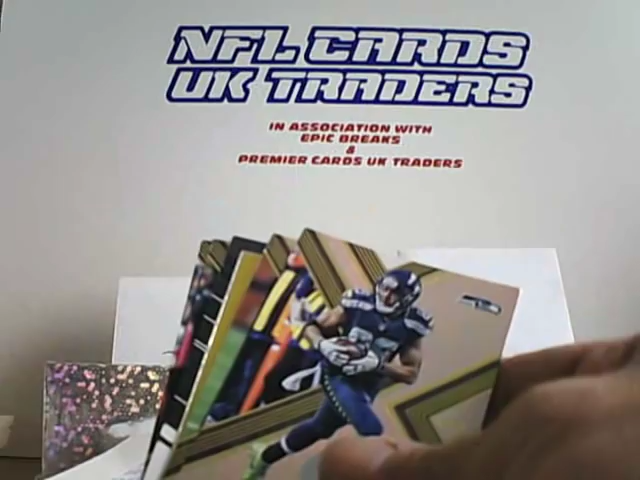 NFL CARDS
UK TRADERS
IN ASSOCIATION WITH
EPIC BREAKS
&
PREMIER CARDS UK TRADERS